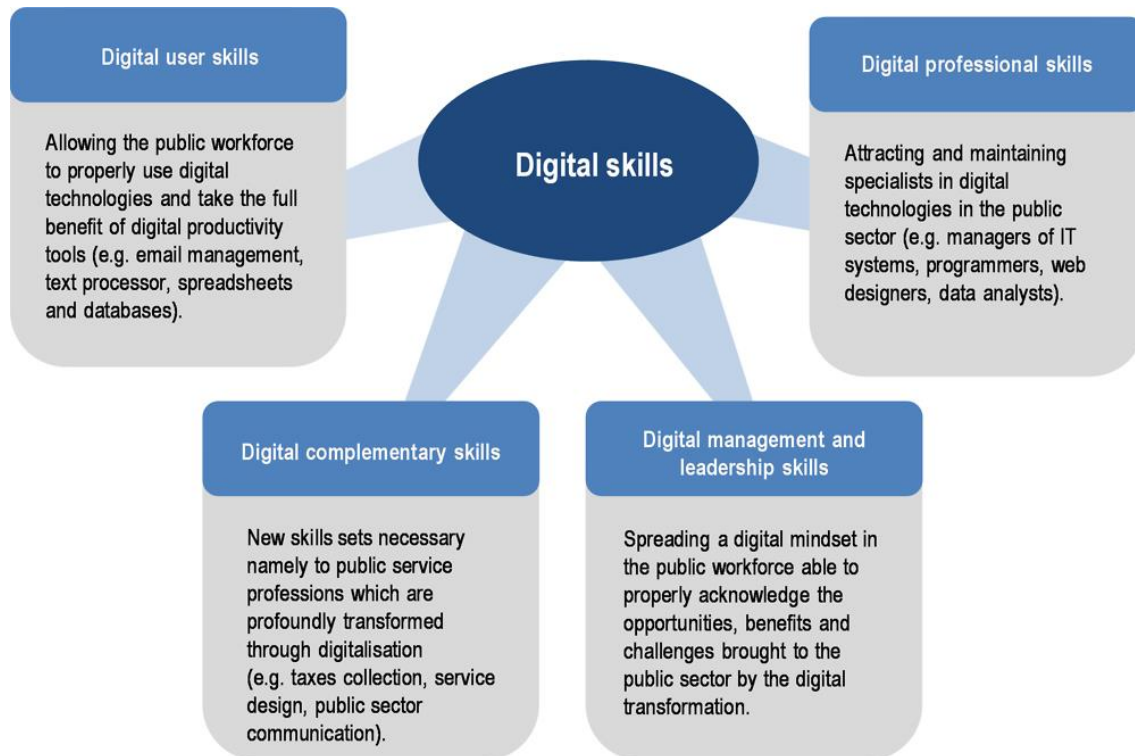 Digital user skills
Allowing the public workforce
to properly use digital
technologies and take the full
benefit of digital productivity
tools (e.g. email management,
text processor, spreadsheets
and databases).
Digital skills
Digital professional skills
Attracting and maintaining
specialists in digital
technologies in the public
sector (e.g. managers of IT
systems, programmers, web
designers, data analysts).
Digital complementary skills
New skills sets necessary
namely to public service
professions which are
profoundly transformed
through digitalisation
(e.g. taxes collection, service
design, public sector
communication).
Digital management and
leadership skills
Spreading a digital mindset in
the public workforce able to
properly acknowledge the
opportunities, benefits and
challenges brought to the
public sector by the digital
transformation.